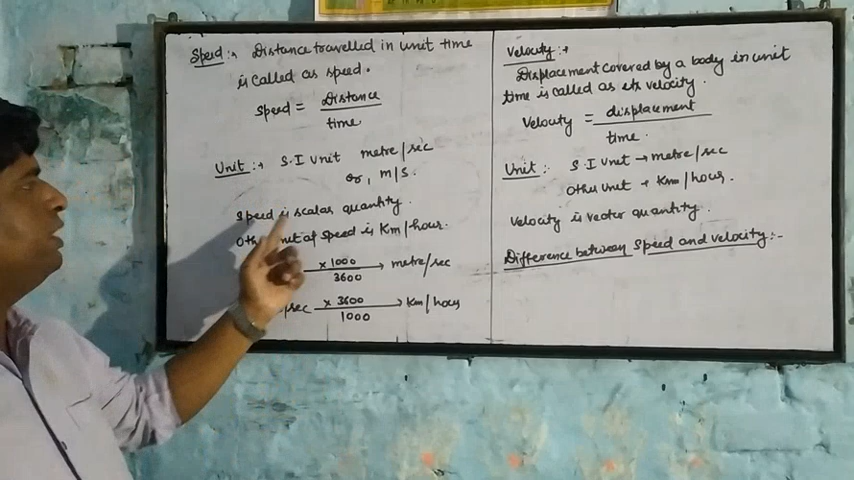 Speed :- Distance travelled in unit time
is called as speed.
Speed = Distance
time
Unit :- S.I Unit metre/sec
or, m/s.
Speed is scalar quantity.
unit of speed is Km/hour.
× 1000
3600
metre/sec
sec × 3600
1000
Km/hour
Velocity :-
Displacement covered by a body in unit
time is called as velocity.
Velocity = displacement
time.
Unit :- S.I Unit → metre/sec
Other unit → Km/hour.
Velocity is vector quantity.
Difference between Speed and velocity:-